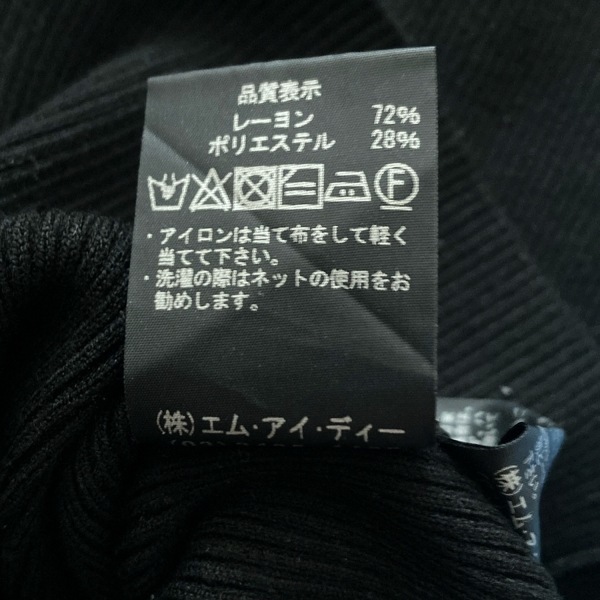 品質表示
レーヨン 72%
ポリエステル 28%
F
・アイロンは当て布をして軽く
当てて下さい。
・洗濯の際はネットの使用をお
勧めします。
(株)エム・アイ・ディー
(株)エム